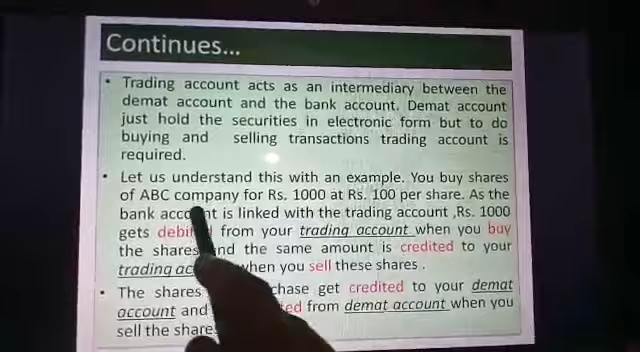 Continues...
• Trading account acts as an intermediary between the
demat account and the bank account. Demat account
just hold the securities in electronic form but to do
buying and selling transactions trading account is
required.
• Let us understand this with an example. You buy shares
of ABC company for Rs. 1000 at Rs. 100 per share. As the
bank account is linked with the trading account ,Rs. 1000
gets debited from your trading account when you buy
the shares and the same amount is credited to your
trading when you sell these shares .
• The shares get credited to your demat
account and from demat account when you
sell the share